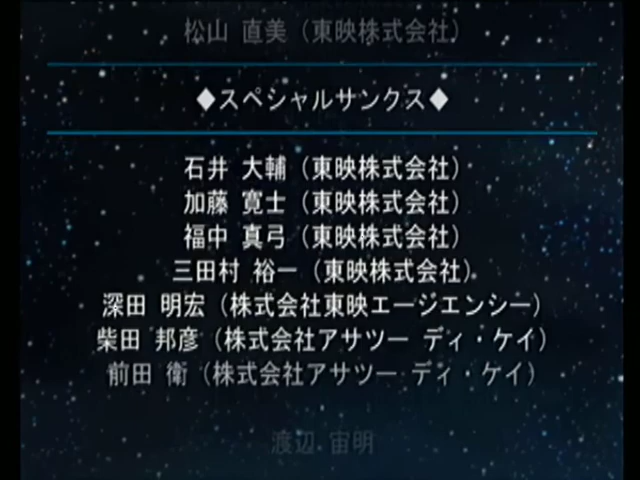 松山 直美（東映株式会社）
◆スペシャルサンクス◆
石井 大輔（東映株式会社）
加藤 寛士（東映株式会社）
福中 真弓（東映株式会社）
三田村 裕一（東映株式会社）
深田 明宏（株式会社東映エージエンシー）
柴田 邦彦（株式会社アサツー ディ・ケイ）
前田 衛（株式会社アサツー ディ・ケイ）
渡辺 宙明